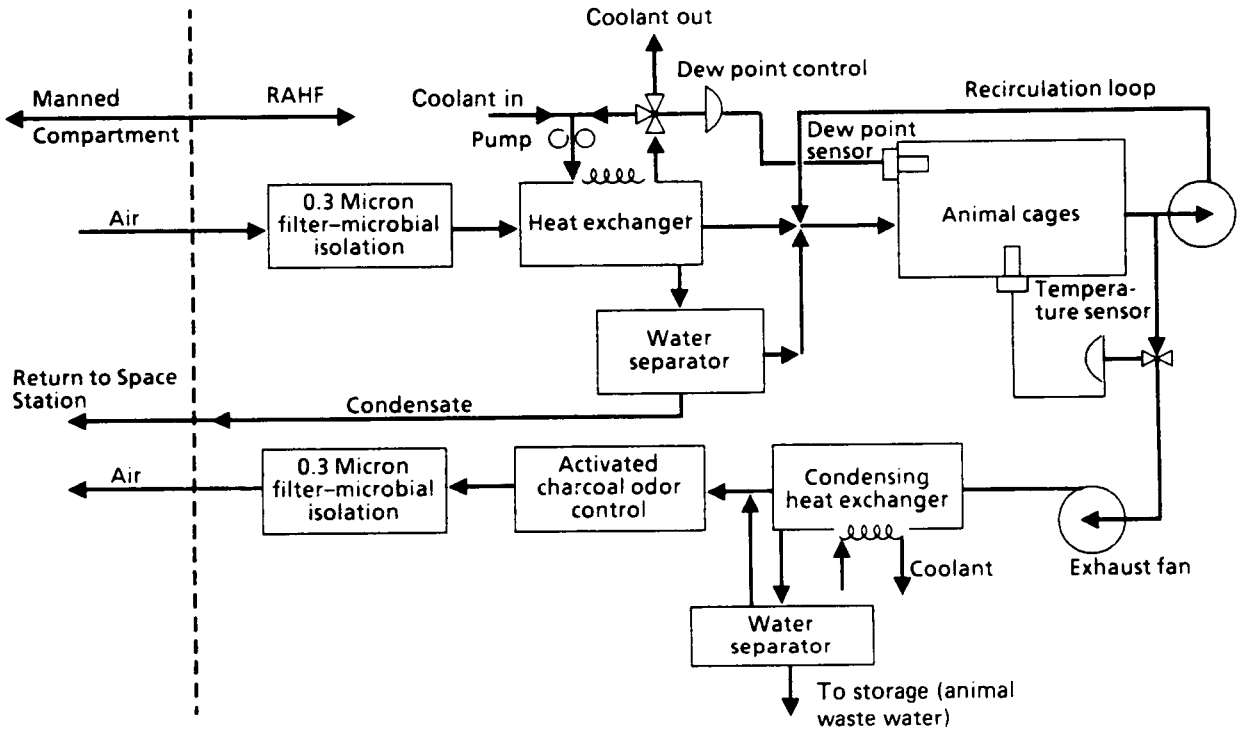 Coolant out
Dew point control
Manned
Compartment
RAHF
Coolant in
Pump
Recirculation loop
Dew point
sensor
Air
0.3 Micron
filter–microbial
isolation
Heat exchanger
Animal cages
Tempera-
ture sensor
Water
separator
Return to Space
Station
Condensate
Air
0.3 Micron
filter–microbial
isolation
Activated
charcoal odor
control
Condensing
heat exchanger
Coolant
Exhaust fan
Water
separator
To storage (animal
waste water)